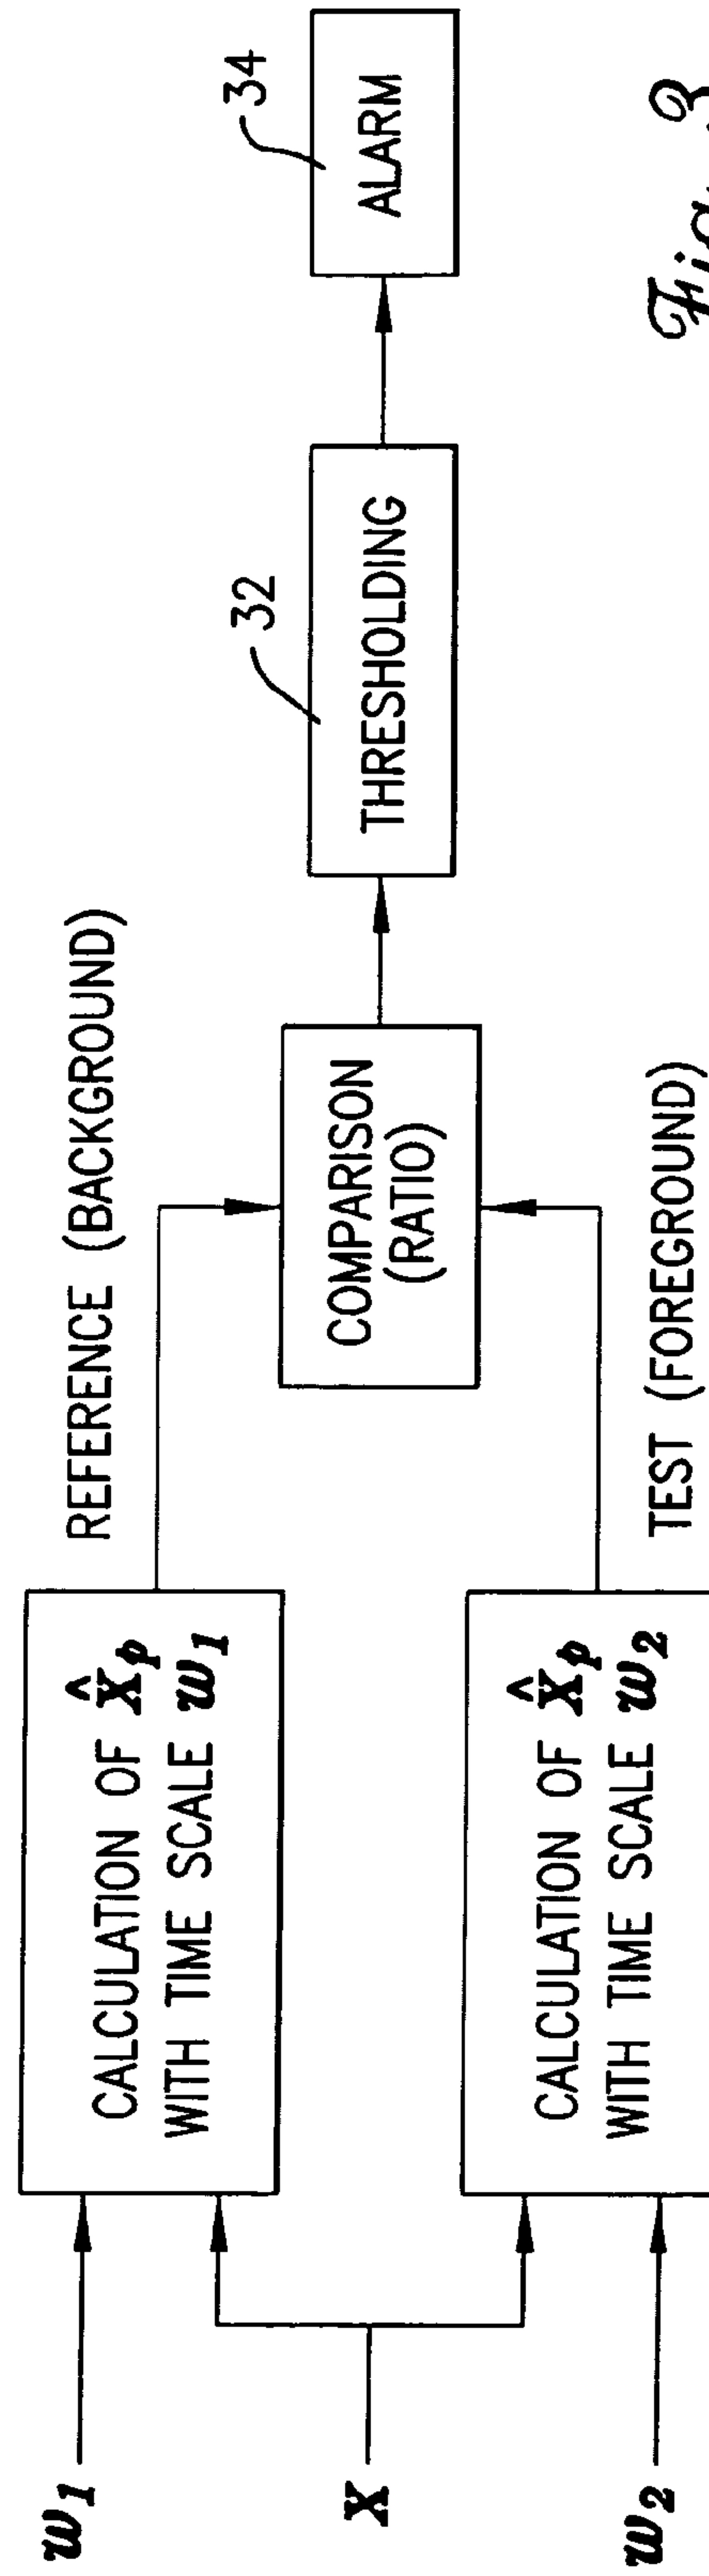 w1
X
w2
CALCULATION OF X̂p
WITH TIME SCALE w1
CALCULATION OF X̂p
WITH TIME SCALE w2
REFERENCE (BACKGROUND)
TEST (FOREGROUND)
COMPARISON
(RATIO)
32
THRESHOLDING
34
ALARM
Fig. 3